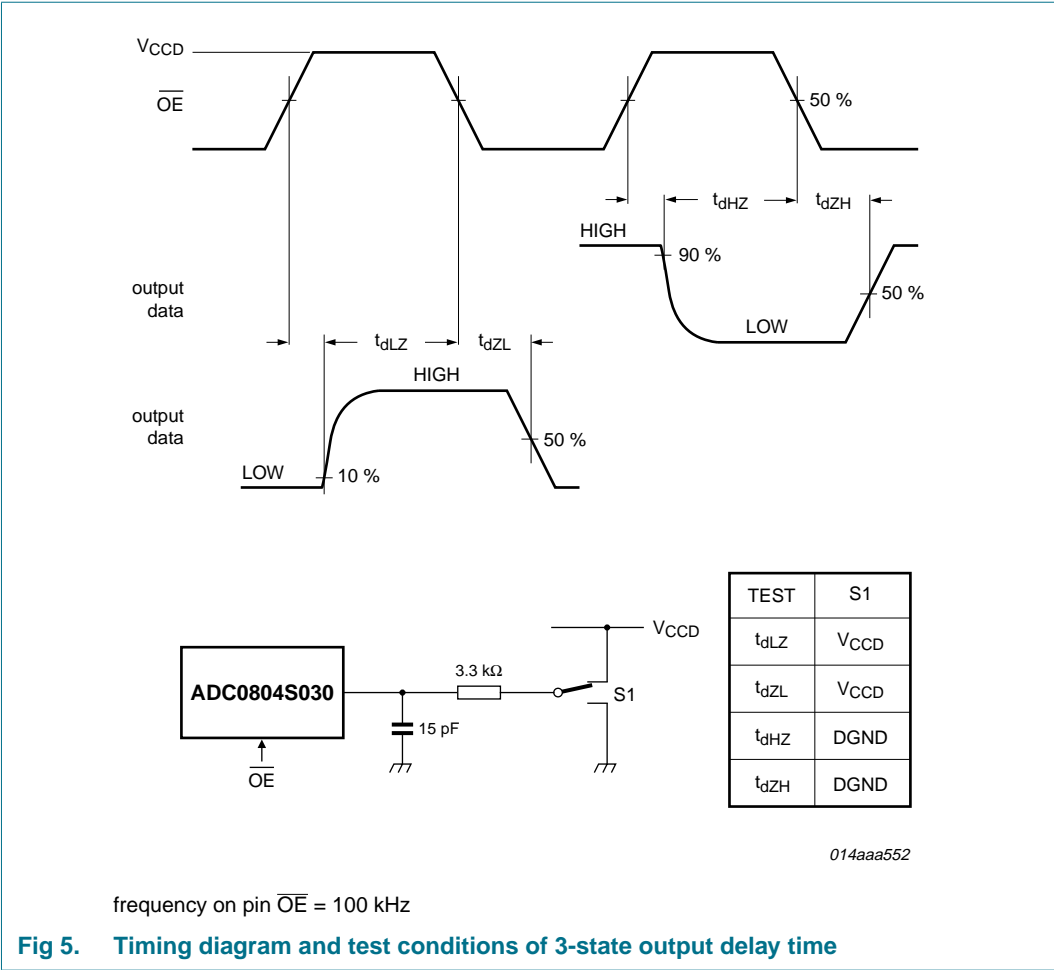 VCCD
OE
50 %
tdHZ
tdZH
HIGH
90 %
output
data
50 %
LOW
tdLZ
tdZL
HIGH
output
data
50 %
LOW
10 %
VCCD
3.3 kΩ
ADC0804S030
S1
15 pF
OE
TEST S1
tdLZ VCCD
tdZL VCCD
tdHZ DGND
tdZH DGND
014aaa552
frequency on pin OE = 100 kHz
Fig 5. Timing diagram and test conditions of 3-state output delay time